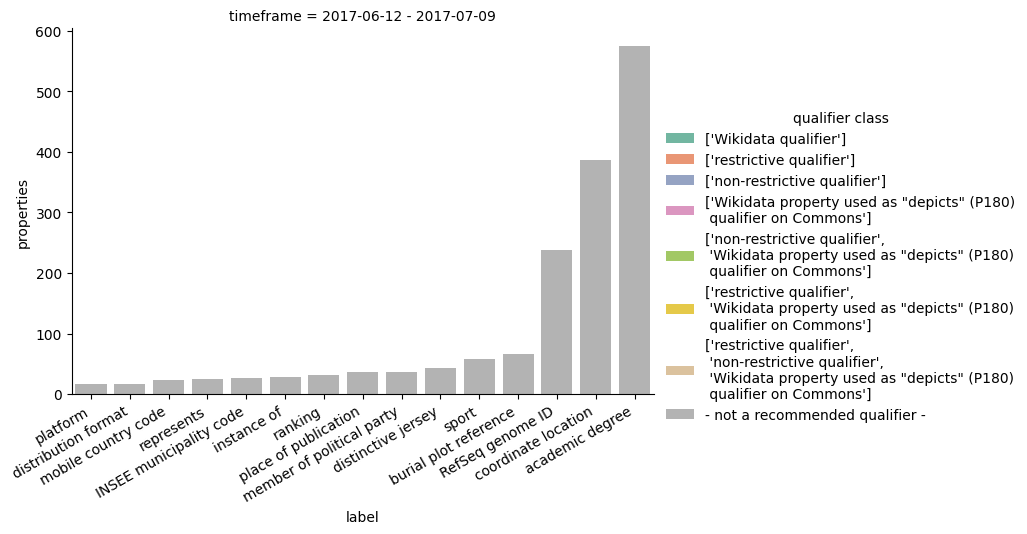 timeframe = 2017-06-12 - 2017-07-09
600
500
400
300
200
100
0
properties
platform
distribution format
mobile country code
represents
INSEE municipality code
instance of
ranking
place of publication
member of political party
distinctive jersey
sport
burial plot reference
RefSeq genome ID
coordinate location
academic degree
label
qualifier class
['Wikidata qualifier']
['restrictive qualifier']
['non-restrictive qualifier']
['Wikidata property used as "depicts" (P180)
qualifier on Commons']
['non-restrictive qualifier',
'Wikidata property used as "depicts" (P180)
qualifier on Commons']
['restrictive qualifier',
'Wikidata property used as "depicts" (P180)
qualifier on Commons']
['restrictive qualifier',
'non-restrictive qualifier',
'Wikidata property used as "depicts" (P180)
qualifier on Commons']
- not a recommended qualifier -